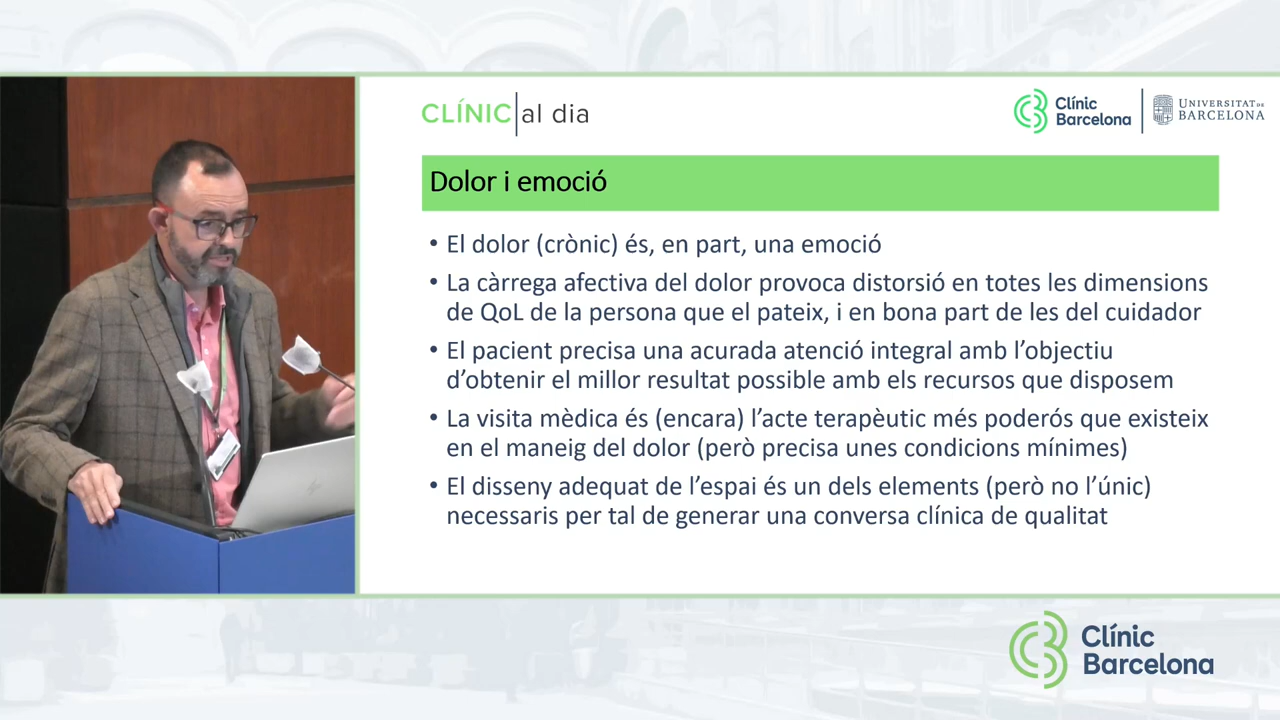 CLÍNIC al dia
Clínic
Barcelona
UNIVERSITAT DE
BARCELONA
Dolor i emoció
• El dolor (crònic) és, en part, una emoció
• La càrrega afectiva del dolor provoca distorsió en totes les dimensions
de QoL de la persona que el pateix, i en bona part de les del cuidador
• El pacient precisa una acurada atenció integral amb l’objectiu
d’obtenir el millor resultat possible amb els recursos que disposem
• La visita mèdica és (encara) l’acte terapèutic més poderós que existeix
en el maneig del dolor (però precisa unes condicions mínimes)
• El disseny adequat de l’espai és un dels elements (però no l’únic)
necessaris per tal de generar una conversa clínica de qualitat
Clínic
Barcelona